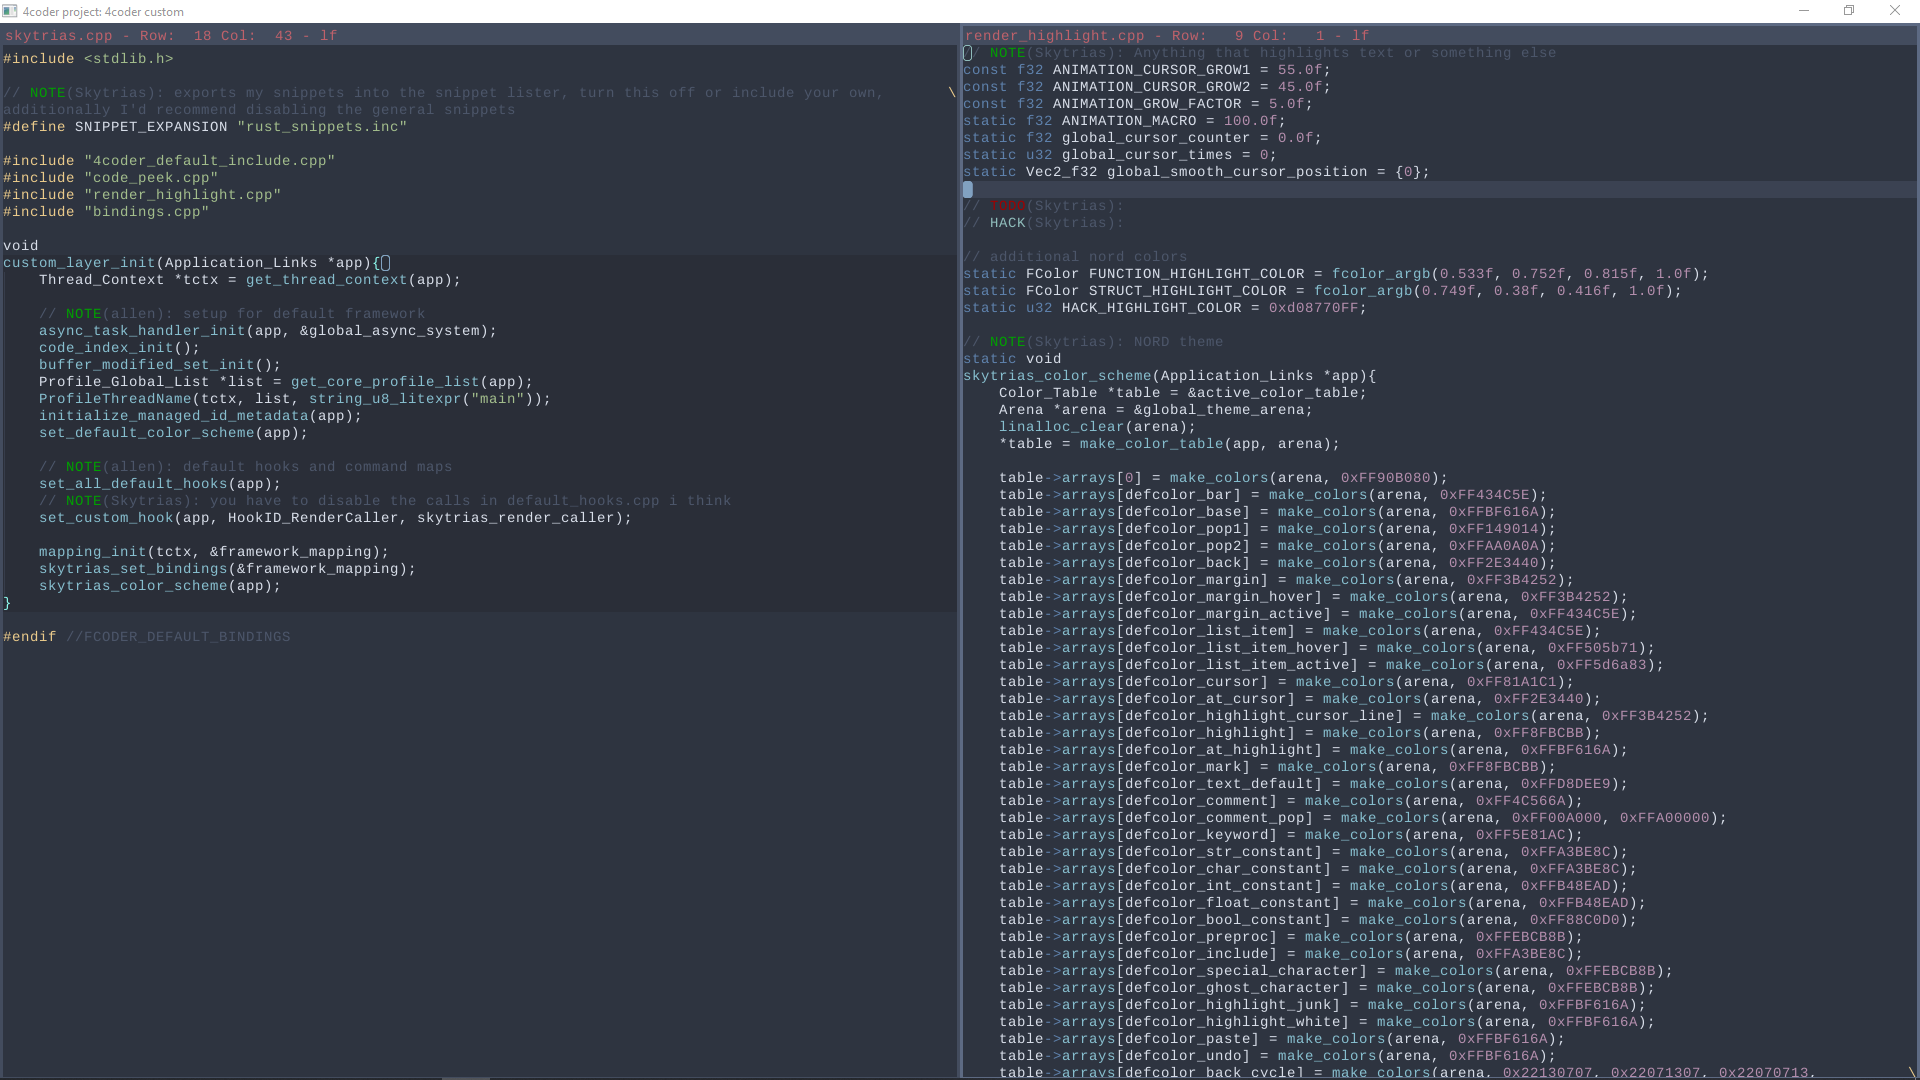 4coder project: 4coder custom
skytrias.cpp - Row:  18 Col:  43 - lf
#include <stdlib.h>
// NOTE(Skytrias): exports my snippets into the snippet lister, turn this off or include your own, \
additionally I'd recommend disabling the general snippets
#define SNIPPET_EXPANSION "rust_snippets.inc"
#include "4coder_default_include.cpp"
#include "code_peek.cpp"
#include "render_highlight.cpp"
#include "bindings.cpp"
void
custom_layer_init(Application_Links *app){
Thread_Context *tctx = get_thread_context(app);
// NOTE(allen): setup for default framework
async_task_handler_init(app, &global_async_system);
code_index_init();
buffer_modified_set_init();
Profile_Global_List *list = get_core_profile_list(app);
ProfileThreadName(tctx, list, string_u8_litexpr("main"));
initialize_managed_id_metadata(app);
set_default_color_scheme(app);
// NOTE(allen): default hooks and command maps
set_all_default_hooks(app);
// NOTE(Skytrias): you have to disable the calls in default_hooks.cpp i think
set_custom_hook(app, HookID_RenderCaller, skytrias_render_caller);
mapping_init(tctx, &framework_mapping);
skytrias_set_bindings(&framework_mapping);
skytrias_color_scheme(app);
}
#endif //FCODER_DEFAULT_BINDINGS
render_highlight.cpp - Row:   9 Col:   1 - lf
// NOTE(Skytrias): Anything that highlights text or something else
const f32 ANIMATION_CURSOR_GROW1 = 55.0f;
const f32 ANIMATION_CURSOR_GROW2 = 45.0f;
const f32 ANIMATION_GROW_FACTOR = 5.0f;
static f32 ANIMATION_MACRO = 100.0f;
static f32 global_cursor_counter = 0.0f;
static u32 global_cursor_times = 0;
static Vec2_f32 global_smooth_cursor_position = {0};
// TODO(Skytrias):
// HACK(Skytrias):
// additional nord colors
static FColor FUNCTION_HIGHLIGHT_COLOR = fcolor_argb(0.533f, 0.752f, 0.815f, 1.0f);
static FColor STRUCT_HIGHLIGHT_COLOR = fcolor_argb(0.749f, 0.38f, 0.416f, 1.0f);
static u32 HACK_HIGHLIGHT_COLOR = 0xd08770FF;
// NOTE(Skytrias): NORD theme
static void
skytrias_color_scheme(Application_Links *app){
Color_Table *table = &active_color_table;
Arena *arena = &global_theme_arena;
linalloc_clear(arena);
*table = make_color_table(app, arena);
table->arrays[0] = make_colors(arena, 0xFF90B080);
table->arrays[defcolor_bar] = make_colors(arena, 0xFF434C5E);
table->arrays[defcolor_base] = make_colors(arena, 0xFFBF616A);
table->arrays[defcolor_pop1] = make_colors(arena, 0xFF149014);
table->arrays[defcolor_pop2] = make_colors(arena, 0xFFAA0A0A);
table->arrays[defcolor_back] = make_colors(arena, 0xFF2E3440);
table->arrays[defcolor_margin] = make_colors(arena, 0xFF3B4252);
table->arrays[defcolor_margin_hover] = make_colors(arena, 0xFF3B4252);
table->arrays[defcolor_margin_active] = make_colors(arena, 0xFF434C5E);
table->arrays[defcolor_list_item] = make_colors(arena, 0xFF434C5E);
table->arrays[defcolor_list_item_hover] = make_colors(arena, 0xFF505b71);
table->arrays[defcolor_list_item_active] = make_colors(arena, 0xFF5d6a83);
table->arrays[defcolor_cursor] = make_colors(arena, 0xFF81A1C1);
table->arrays[defcolor_at_cursor] = make_colors(arena, 0xFF2E3440);
table->arrays[defcolor_highlight_cursor_line] = make_colors(arena, 0xFF3B4252);
table->arrays[defcolor_highlight] = make_colors(arena, 0xFF8FBCBB);
table->arrays[defcolor_at_highlight] = make_colors(arena, 0xFFBF616A);
table->arrays[defcolor_mark] = make_colors(arena, 0xFF8FBCBB);
table->arrays[defcolor_text_default] = make_colors(arena, 0xFFD8DEE9);
table->arrays[defcolor_comment] = make_colors(arena, 0xFF4C566A);
table->arrays[defcolor_comment_pop] = make_colors(arena, 0xFF00A000, 0xFFA00000);
table->arrays[defcolor_keyword] = make_colors(arena, 0xFF5E81AC);
table->arrays[defcolor_str_constant] = make_colors(arena, 0xFFA3BE8C);
table->arrays[defcolor_char_constant] = make_colors(arena, 0xFFA3BE8C);
table->arrays[defcolor_int_constant] = make_colors(arena, 0xFFB48EAD);
table->arrays[defcolor_float_constant] = make_colors(arena, 0xFFB48EAD);
table->arrays[defcolor_bool_constant] = make_colors(arena, 0xFF88C0D0);
table->arrays[defcolor_preproc] = make_colors(arena, 0xFFEBCB8B);
table->arrays[defcolor_include] = make_colors(arena, 0xFFA3BE8C);
table->arrays[defcolor_special_character] = make_colors(arena, 0xFFEBCB8B);
table->arrays[defcolor_ghost_character] = make_colors(arena, 0xFFEBCB8B);
table->arrays[defcolor_highlight_junk] = make_colors(arena, 0xFFBF616A);
table->arrays[defcolor_highlight_white] = make_colors(arena, 0xFFBF616A);
table->arrays[defcolor_paste] = make_colors(arena, 0xFFBF616A);
table->arrays[defcolor_undo] = make_colors(arena, 0xFFBF616A);
table->arrays[defcolor_back_cycle] = make_colors(arena, 0x22130707, 0x22071307, 0x22070713, \